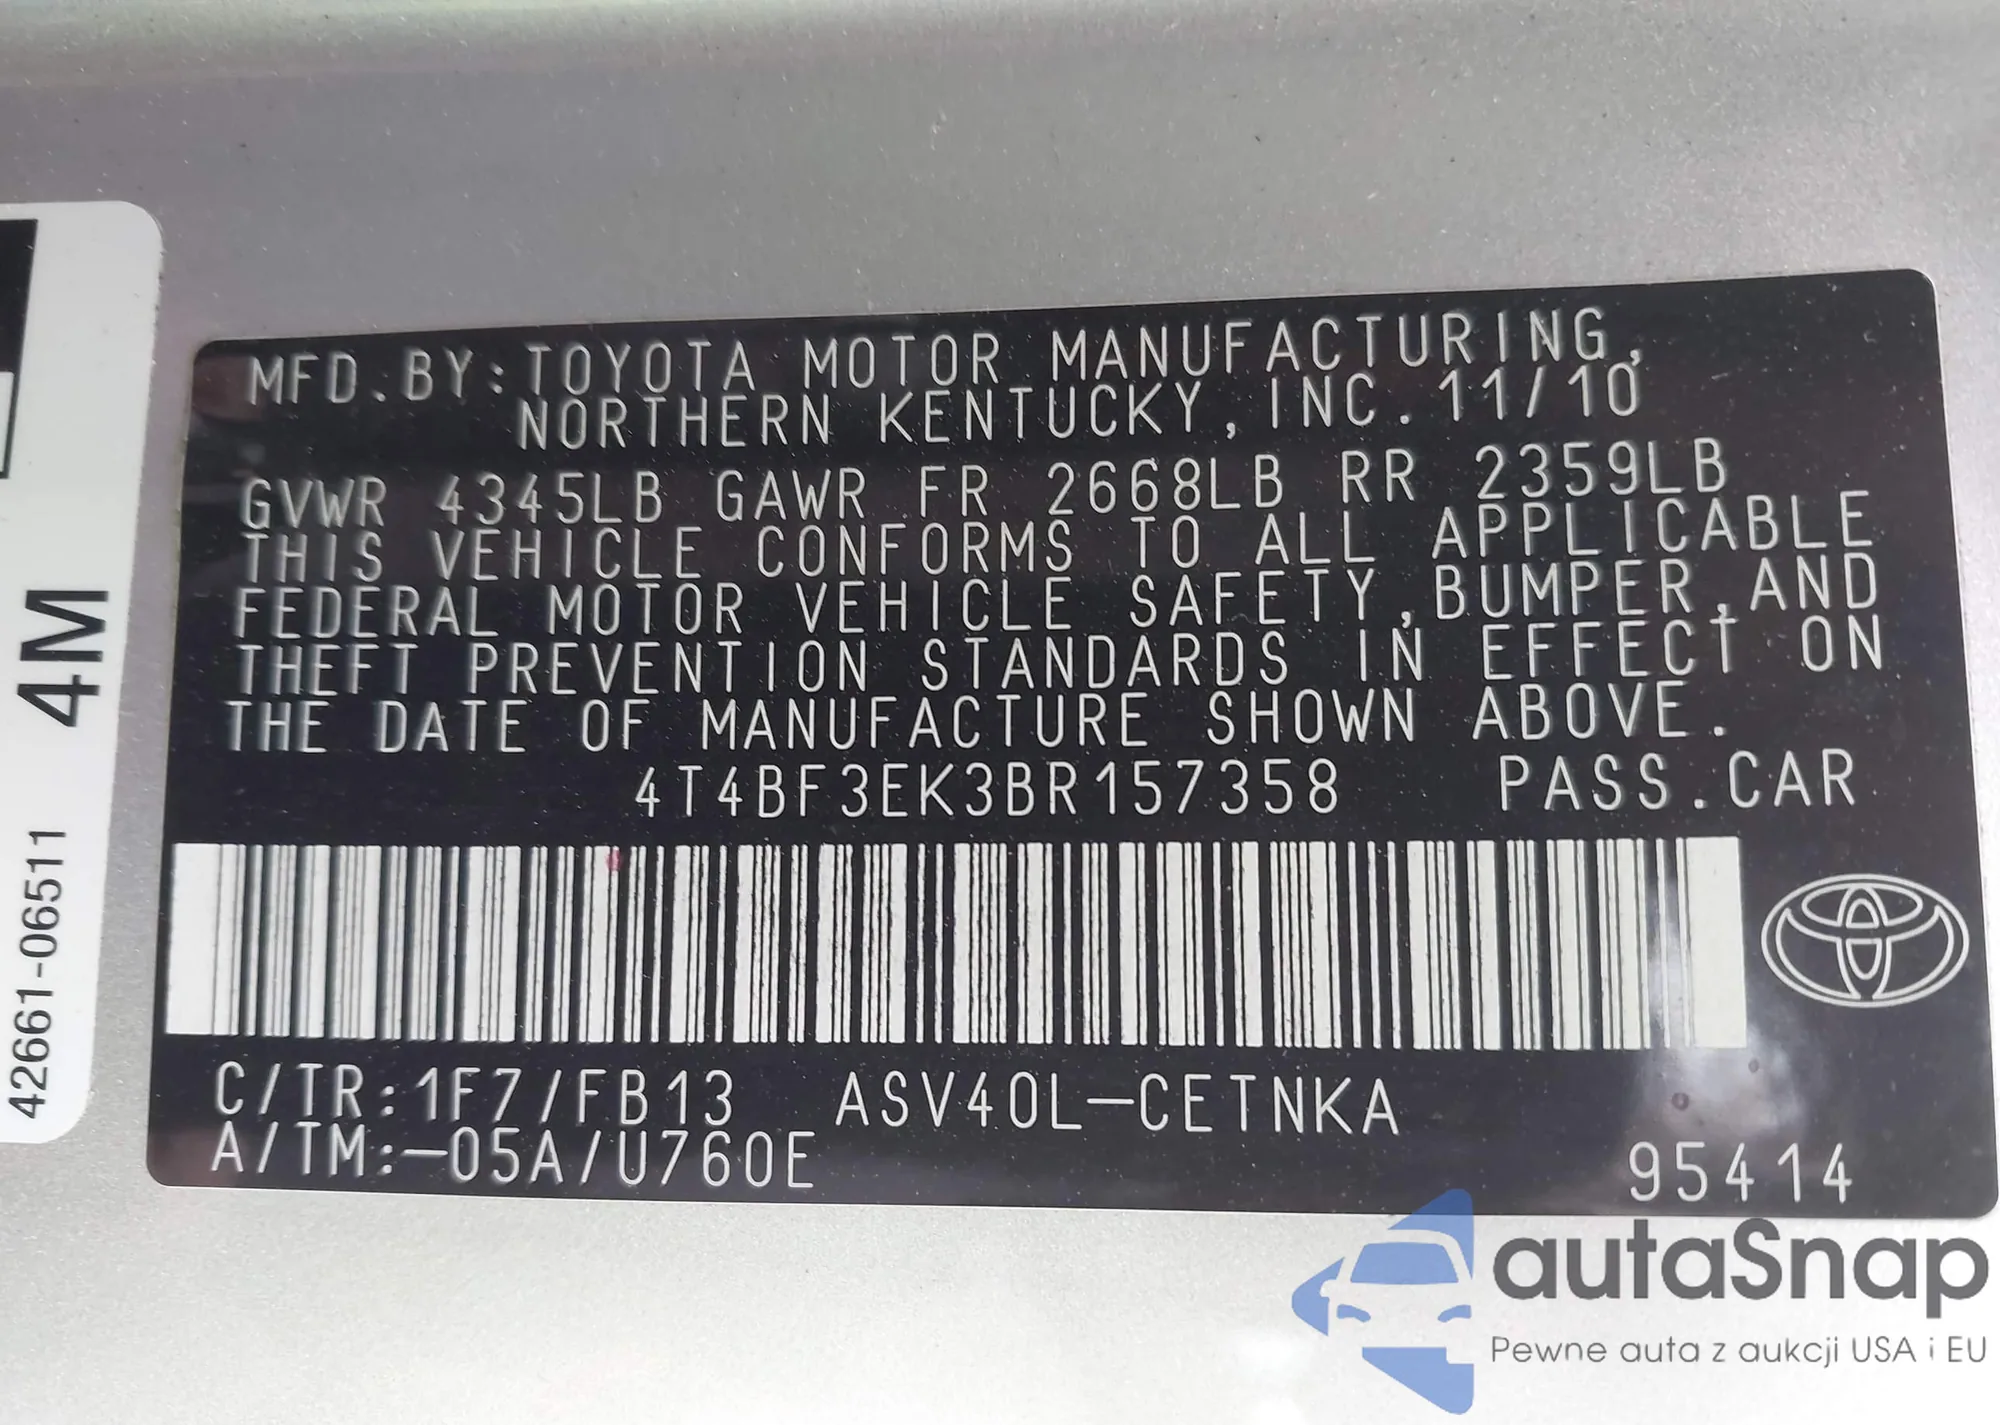 MFD.BY:TOYOTA MOTOR MANUFACTURING,
NORTHERN KENTUCKY,INC.11/10
GVWR 4345LB GAWR FR 2668LB RR 2359LB
THIS VEHICLE CONFORMS TO ALL APPLICABLE
FEDERAL MOTOR VEHICLE SAFETY,BUMPER,AND
THEFT PREVENTION STANDARDS IN EFFECT ON
THE DATE OF MANUFACTURE SHOWN ABOVE.
4T4BF3EK3BR157358 PASS.CAR
C/TR:1F7/FB13 ASV40L-CETNKA
A/TM:-05A/U760E
95414
4M
42661-06511
autaSnap
Pewne auta z aukcji USA i EU